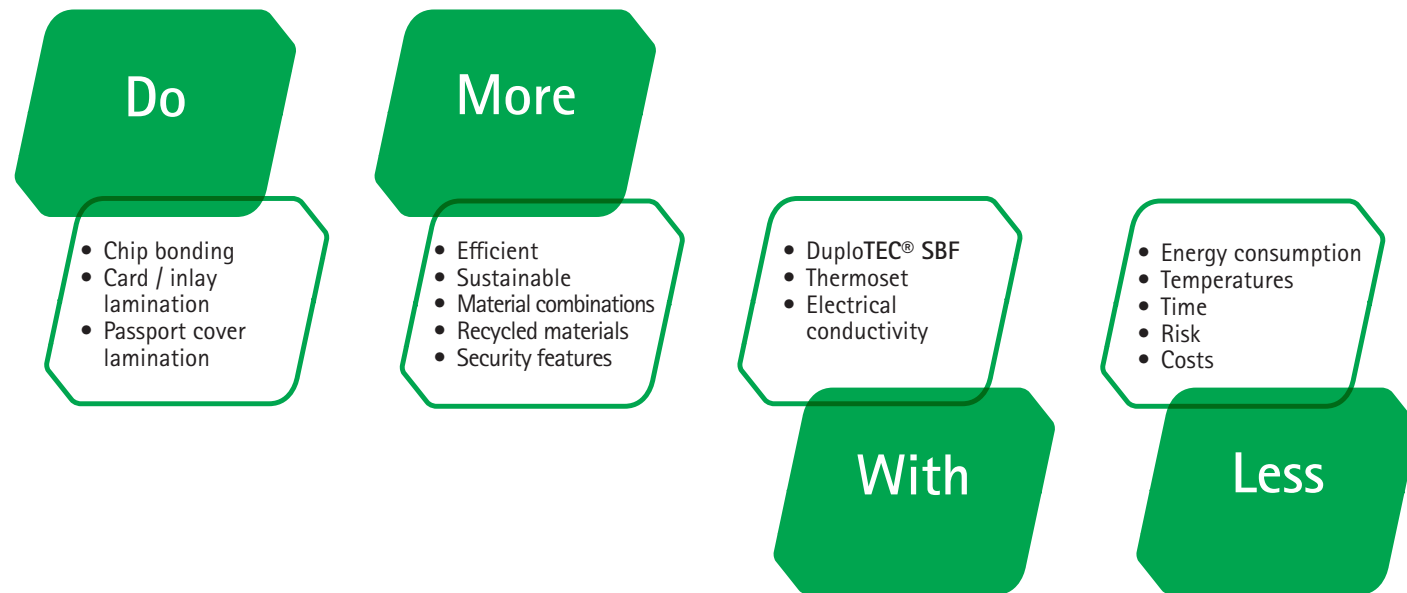 Do
• Chip bonding
• Card / inlay
lamination
• Passport cover
lamination
More
• Efficient
• Sustainable
• Material combinations
• Recycled materials
• Security features
• DuploTEC® SBF
• Thermoset
• Electrical
conductivity
With
• Energy consumption
• Temperatures
• Time
• Risk
• Costs
Less